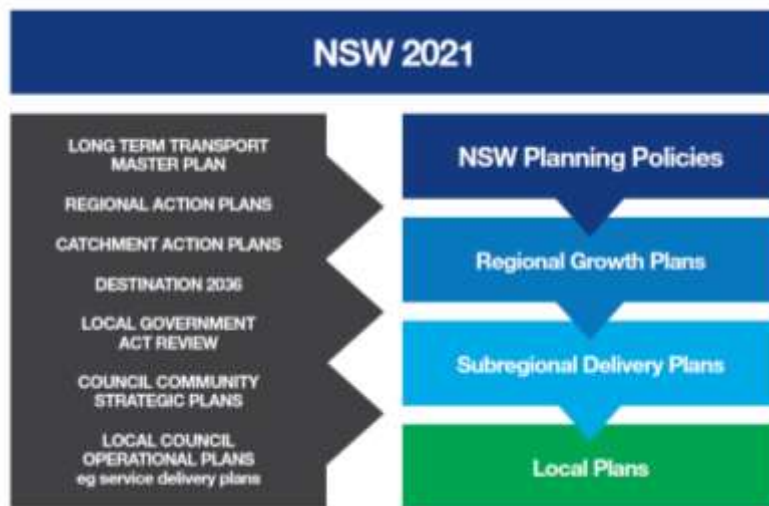 NSW 2021
LONG TERM TRANSPORT
MASTER PLAN
REGIONAL ACTION PLANS
CATCHMENT ACTION PLANS
DESTINATION 2036
LOCAL GOVERNMENT
ACT REVIEW
COUNCIL COMMUNITY
STRATEGIC PLANS
LOCAL COUNCIL
OPERATIONAL PLANS
eg service delivery plans
NSW Planning Policies
Regional Growth Plans
Subregional Delivery Plans
Local Plans